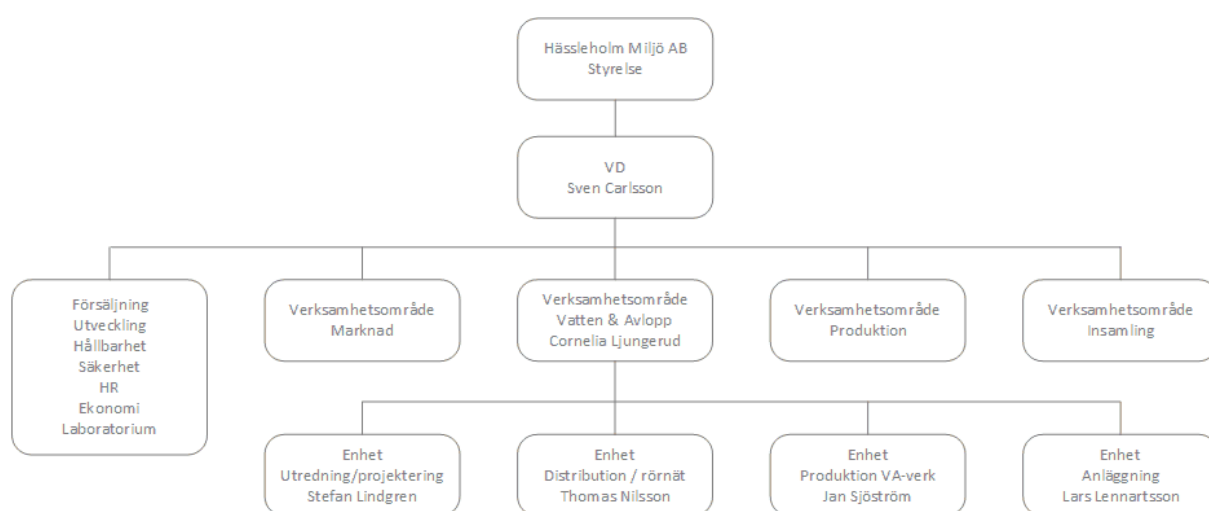 Hässleholm Miljö AB
Styrelse
VD
Sven Carlsson
Försäljning
Utveckling
Hållbarhet
Säkerhet
HR
Ekonomi
Laboratorium
Verksamhetsområde
Marknad
Verksamhetsområde
Vatten & Avlopp
Cornelia Ljungerud
Verksamhetsområde
Produktion
Verksamhetsområde
Insamling
Enhet
Utredning/projektering
Stefan Lindgren
Enhet
Distribution / rörnät
Thomas Nilsson
Enhet
Produktion VA-verk
Jan Sjöström
Enhet
Anläggning
Lars Lennartsson